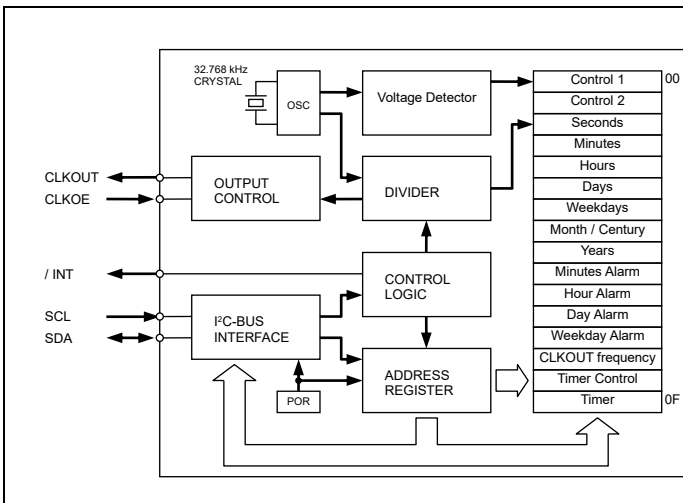 32.768 kHz
CRYSTAL
OSC
Voltage Detector
CLKOUT
CLKOE
OUTPUT
CONTROL
DIVIDER
/ INT
CONTROL
LOGIC
SCL
SDA
I²C-BUS
INTERFACE
ADDRESS
REGISTER
POR
Control 1
00
Control 2
Seconds
Minutes
Hours
Days
Weekdays
Month / Century
Years
Minutes Alarm
Hour Alarm
Day Alarm
Weekday Alarm
CLKOUT frequency
Timer Control
Timer
0F